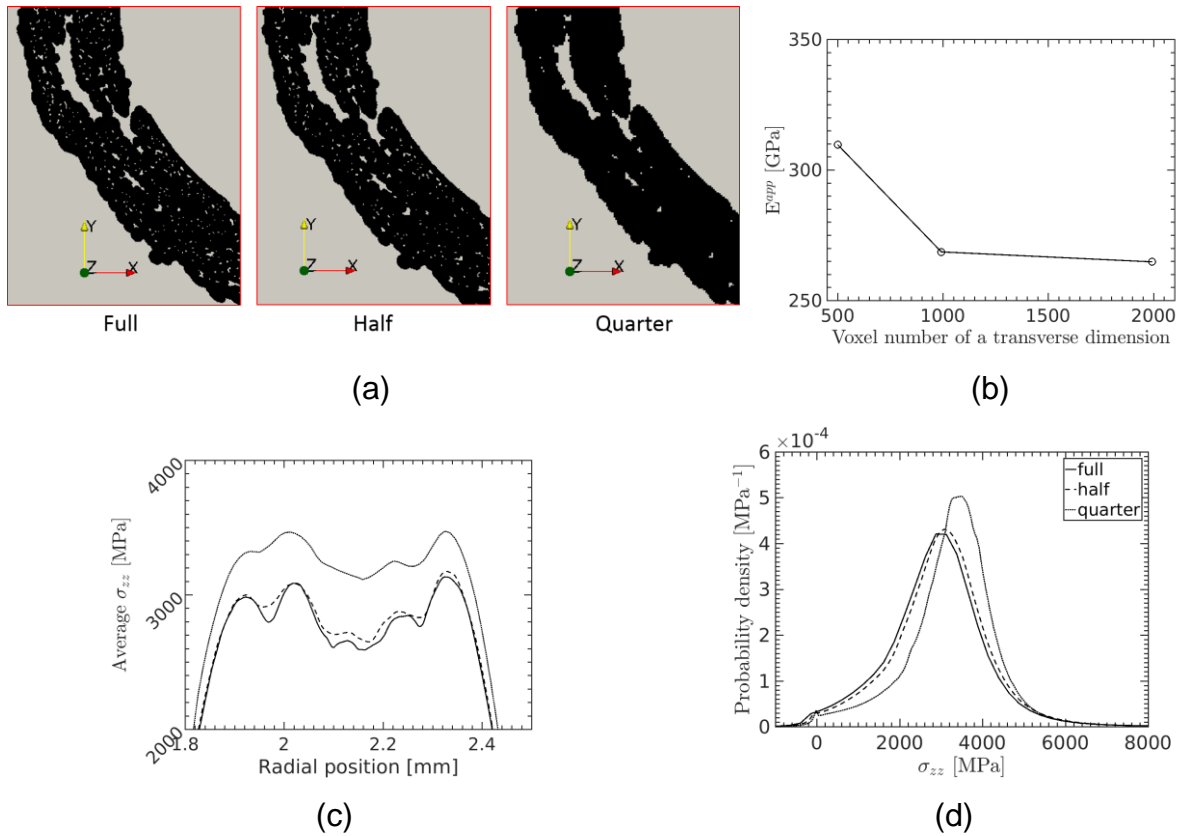 Y
Z X
Full
Y
Z X
Half
Y
Z X
Quarter
(a)
350
300
250
E^app [GPa]
500 1000 1500 2000
Voxel number of a transverse dimension
(b)
4000
3000
2000
Average σzz [MPa]
1.8 2 2.2 2.4
Radial position [mm]
(c)
×10^-4
6
5
4
3
2
1
0
Probability density [MPa^−1]
full
half
quarter
0 2000 4000 6000 8000
σzz [MPa]
(d)